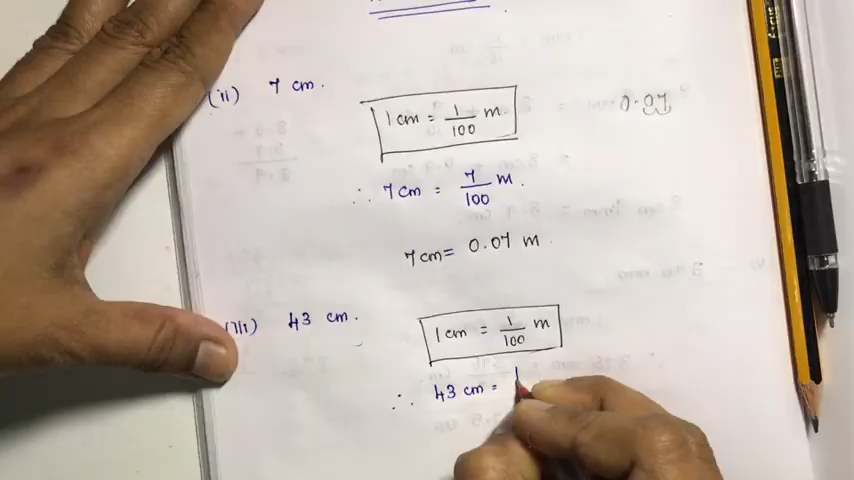 (ii) 7 cm.
1 cm = 1/100 m.
0.07
∴ 7 cm = 7/100 m.
7 cm = 0.07 m.
(iii) 43 cm.
1 cm = 1/100 m
∴ 43 cm =